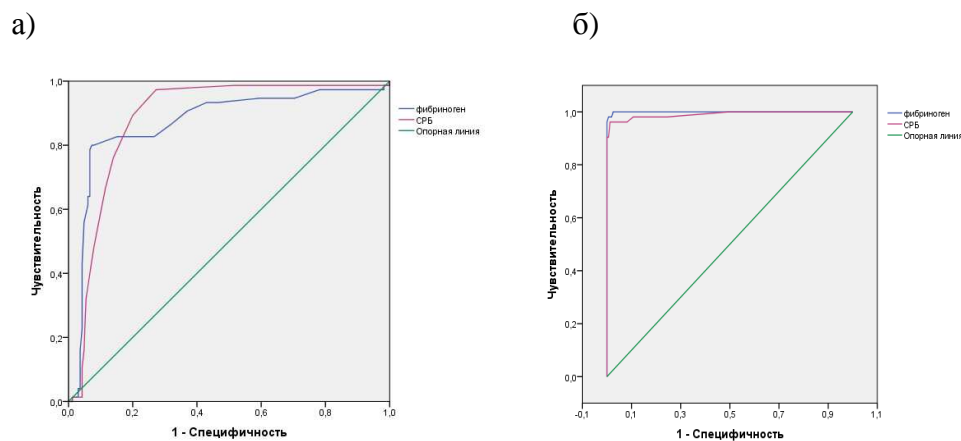 а)
б)
1,0
0,8
0,6
0,4
0,2
0,0
0,0
0,2
0,4
0,6
0,8
1,0
Чувствительность
1 - Специфичность
фибриноген
СРБ
Опорная линия
1,0
0,8
0,6
0,4
0,2
0,0
-0,1
0,1
0,3
0,5
0,7
0,9
1,1
Чувствительность
1 - Специфичность
фибриноген
СРБ
Опорная линия